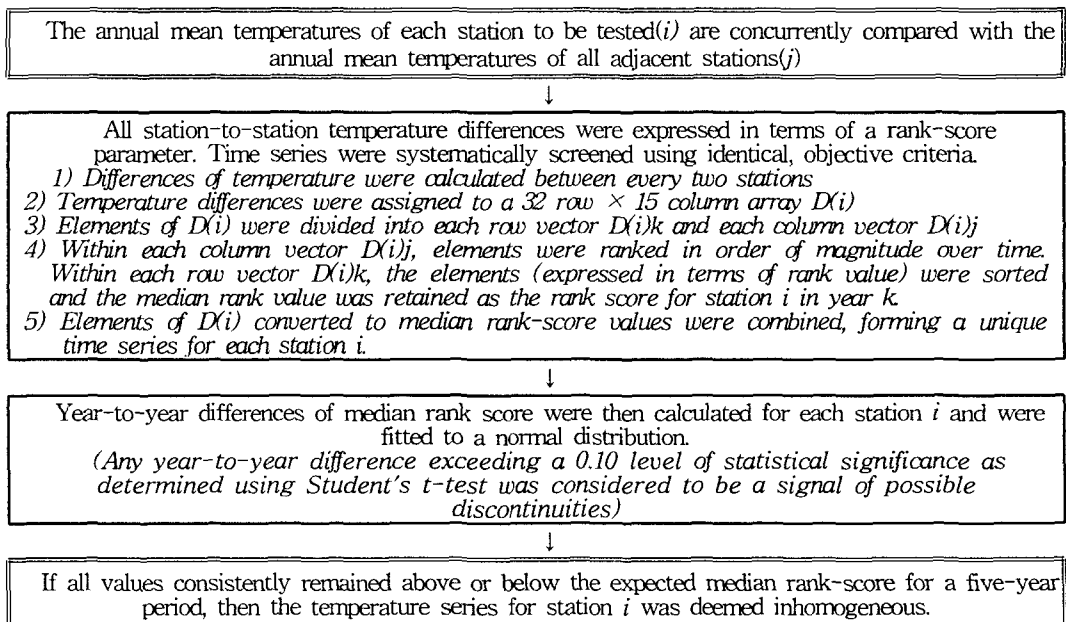 The annual mean temperatures of each station to be tested(i) are concurrently compared with the
annual mean temperatures of all adjacent stations(j)
↓
All station-to-station temperature differences were expressed in terms of a rank-score
parameter. Time series were systematically screened using identical, objective criteria.
1) Differences of temperature were calculated between every two stations
2) Temperature differences were assigned to a 32 row × 15 column array D(i)
3) Elements of D(i) were divided into each row vector D(i)k and each column vector D(i)j
4) Within each column vector D(i)j, elements were ranked in order of magnitude over time.
Within each row vector D(i)k, the elements (expressed in terms of rank value) were sorted
and the median rank value was retained as the rank score for station i in year k.
5) Elements of D(i) converted to median rank-score values were combined, forming a unique
time series for each station i.
↓
Year-to-year differences of median rank score were then calculated for each station i and were
fitted to a normal distribution.
(Any year-to-year difference exceeding a 0.10 level of statistical significance as
determined using Student's t-test was considered to be a signal of possible
discontinuities)
↓
If all values consistently remained above or below the expected median rank-score for a five-year
period, then the temperature series for station i was deemed inhomogeneous.